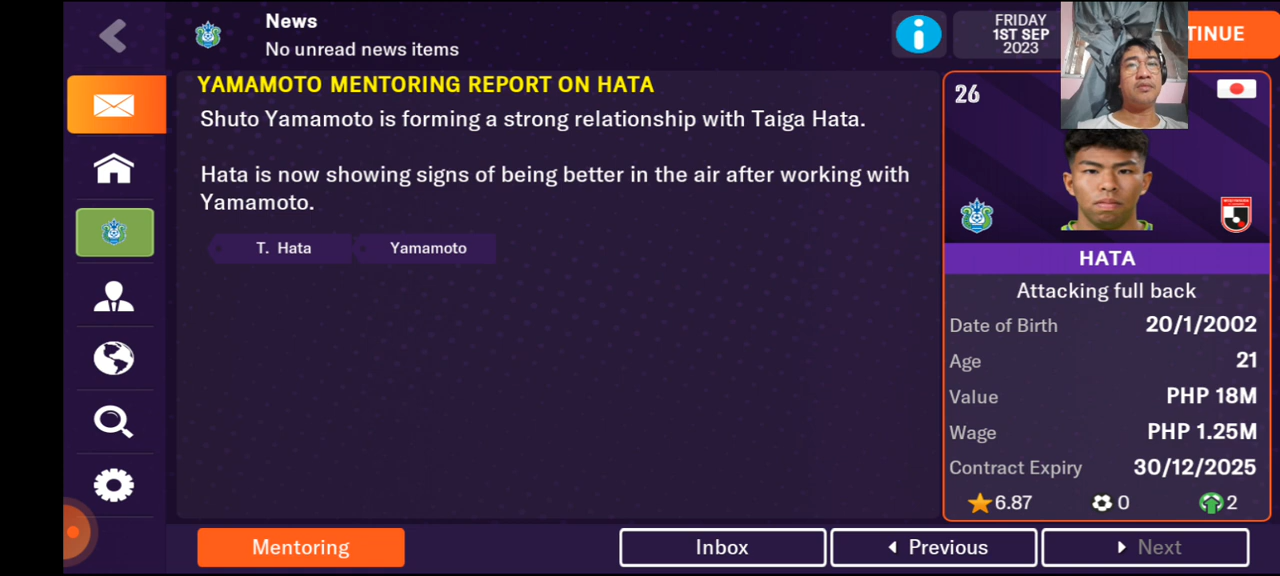 News
No unread news items
FRIDAY
1ST SEP
2023
TINUE
YAMAMOTO MENTORING REPORT ON HATA
Shuto Yamamoto is forming a strong relationship with Taiga Hata.
Hata is now showing signs of being better in the air after working with
Yamamoto.
T. Hata
Yamamoto
26
HATA
Attacking full back
Date of Birth 20/1/2002
Age 21
Value PHP 18M
Wage PHP 1.25M
Contract Expiry 30/12/2025
6.87 0 2
Mentoring
Inbox
Previous
Next